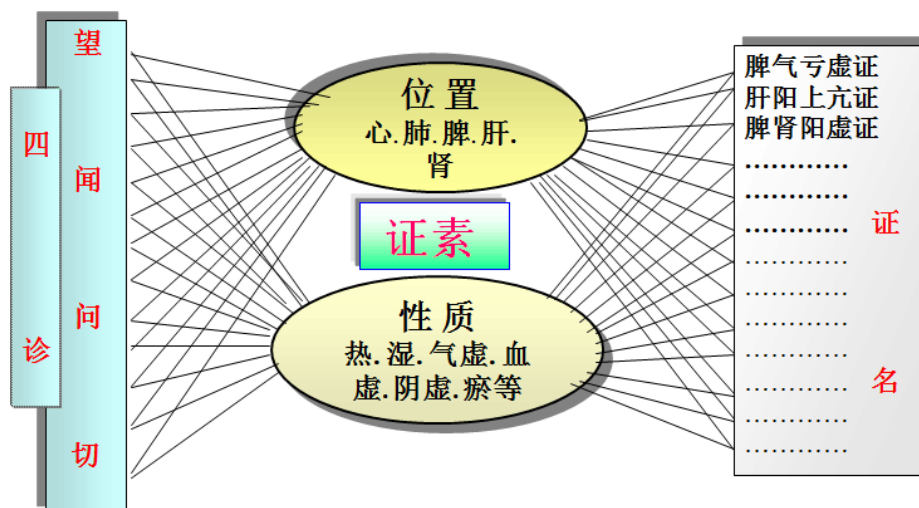 四
诊
望
闻
问
切
位 置
心.肺.脾.肝.
肾
证素
性 质
热.湿.气虚.血
虚.阴虚.瘀等
脾气亏虚证
肝阳上亢证
脾肾阳虚证
............
............
............
............
............
............
............
............
............
............
证
名